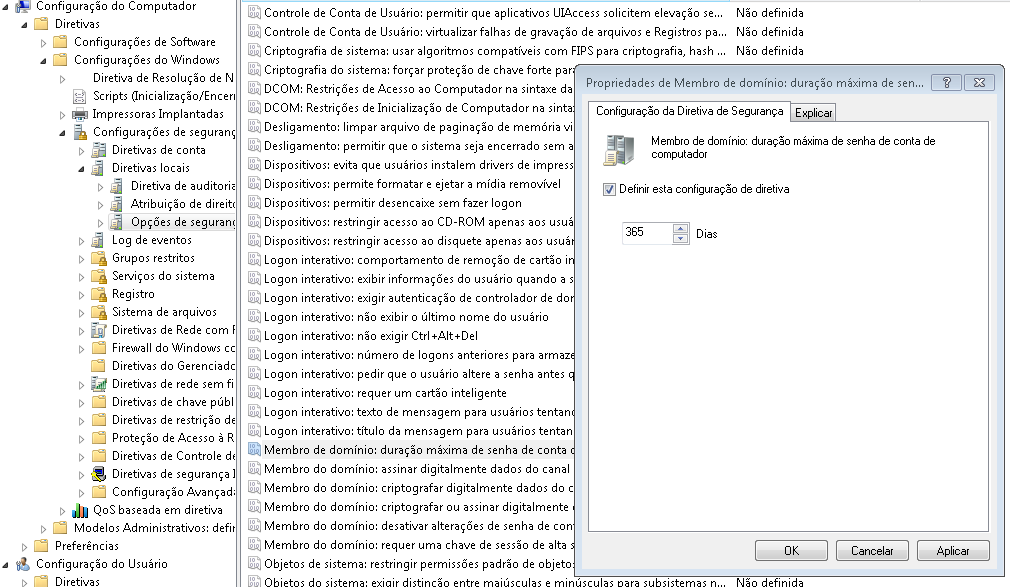 Configuração do Computador
Diretivas
Configurações de Software
Configurações do Windows
Diretiva de Resolução de N
Scripts (Inicialização/Encerr
Impressoras Implantadas
Configurações de seguranç
Diretivas de conta
Diretivas locais
Diretiva de auditoria
Atribuição de direito
Opções de seguranç
Log de eventos
Grupos restritos
Serviços do sistema
Registro
Sistema de arquivos
Diretivas de Rede com F
Firewall do Windows co
Diretivas do Gerenciado
Diretivas de rede sem fi
Diretivas de chave públ
Diretivas de restrição de
Proteção de Acesso à R
Diretivas de Controle de
Diretivas de segurança I
Configuração Avançada
QoS baseada em diretiva
Modelos Administrativos: defin
Preferências
Configuração do Usuário
Diretivas
Controle de Conta de Usuário: permitir que aplicativos UIAccess solicitem elevação se... Não definida
Controle de Conta de Usuário: virtualizar falhas de gravação de arquivos e Registros pa... Não definida
Criptografia de sistema: usar algoritmos compatíveis com FIPS para criptografia, hash ... Não definida
Criptografia do sistema: forçar proteção de chave forte para
DCOM: Restrições de Acesso ao Computador na sintaxe da
DCOM: Restrições de Inicialização de Computador na sintax
Desligamento: limpar arquivo de paginação de memória vi
Desligamento: permitir que o sistema seja encerrado sem a
Dispositivos: evita que usuários instalem drivers de impress
Dispositivos: permite formatar e ejetar a mídia removível
Dispositivos: permitir desencaixe sem fazer logon
Dispositivos: restringir acesso ao CD-ROM apenas aos usuá
Dispositivos: restringir acesso ao disquete apenas aos usuár
Logon interativo: comportamento de remoção de cartão in
Logon interativo: exibir informações do usuário quando a s
Logon interativo: exigir autenticação de controlador de dom
Logon interativo: não exibir o último nome do usuário
Logon interativo: não exigir Ctrl+Alt+Del
Logon interativo: número de logons anteriores para armaze
Logon interativo: pedir que o usuário altere a senha antes q
Logon interativo: requer um cartão inteligente
Logon interativo: texto de mensagem para usuários tentando
Logon interativo: título da mensagem para usuários tentan
Membro de domínio: duração máxima de senha de conta d
Membro do domínio: assinar digitalmente dados do canal
Membro do domínio: criptografar digitalmente dados do c
Membro do domínio: criptografar ou assinar digitalmente
Membro do domínio: desativar alterações de senha de con
Membro do domínio: requer uma chave de sessão de alta s
Objetos de sistema: restringir permissões padrão de objetos
Objetos do sistema: exigir distinção entre maiúsculas e minúsculas para subsistemas n... Não definida
Propriedades de Membro de domínio: duração máxima de sen...
Configuração da Diretiva de Segurança
Explicar
Membro de domínio: duração máxima de senha de conta de
computador
Definir esta configuração de diretiva
365 Dias
OK Cancelar Aplicar